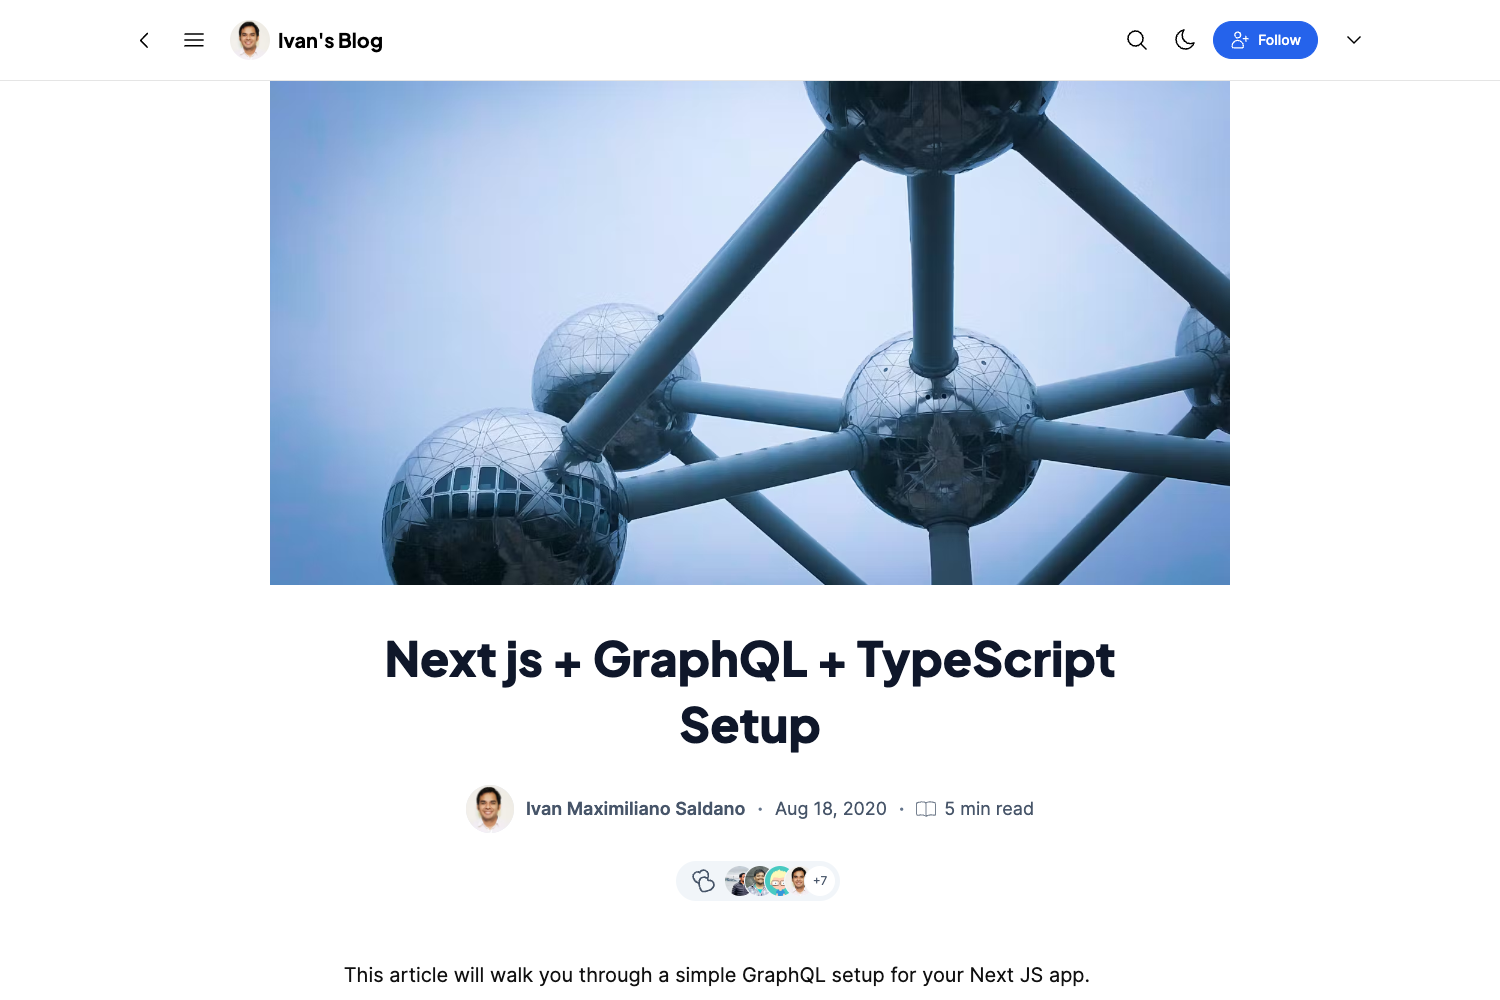 Ivan's Blog
Follow
Next js + GraphQL + TypeScript
Setup
Ivan Maximiliano Saldano · Aug 18, 2020 · 5 min read
+7
This article will walk you through a simple GraphQL setup for your Next JS app.